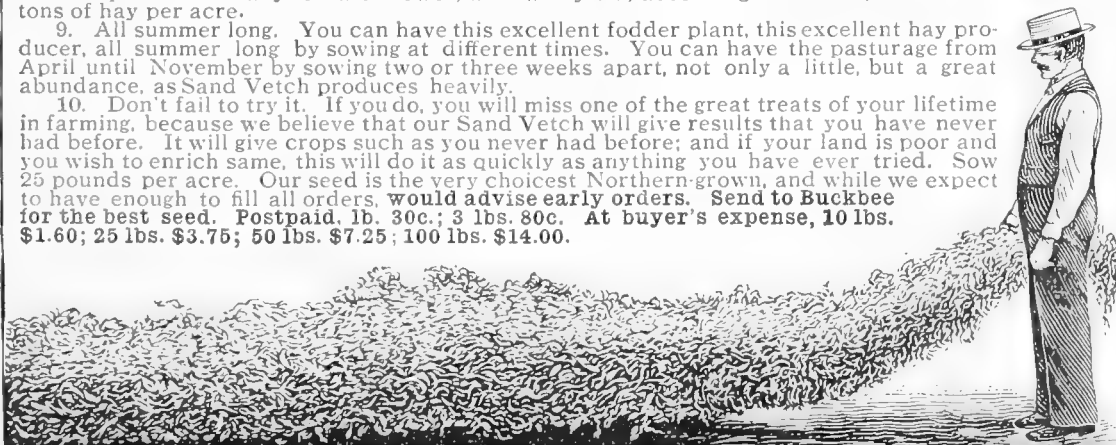 tons of hay per acre.
9. All summer long. You can have this excellent fodder plant, this excellent hay pro-
ducer, all summer long by sowing at different times. You can have the pasturage from
April until November by sowing two or three weeks apart, not only a little, but a great
abundance, as Sand Vetch produces heavily.
10. Don't fail to try it. If you do, you will miss one of the great treats of your lifetime
in farming, because we believe that our Sand Vetch will give results that you have never
had before. It will give crops such as you never had before; and if your land is poor and
you wish to enrich same, this will do it as quickly as anything you have ever tried. Sow
25 pounds per acre. Our seed is the very choicest Northern-grown, and while we expect
to have enough to fill all orders, would advise early orders. Send to Buckbee
for the best seed. Postpaid, lb. 30c.; 3 lbs. 80c. At buyer's expense, 10 lbs.
$1.60; 25 lbs. $3.75; 50 lbs. $7.25; 100 lbs. $14.00.